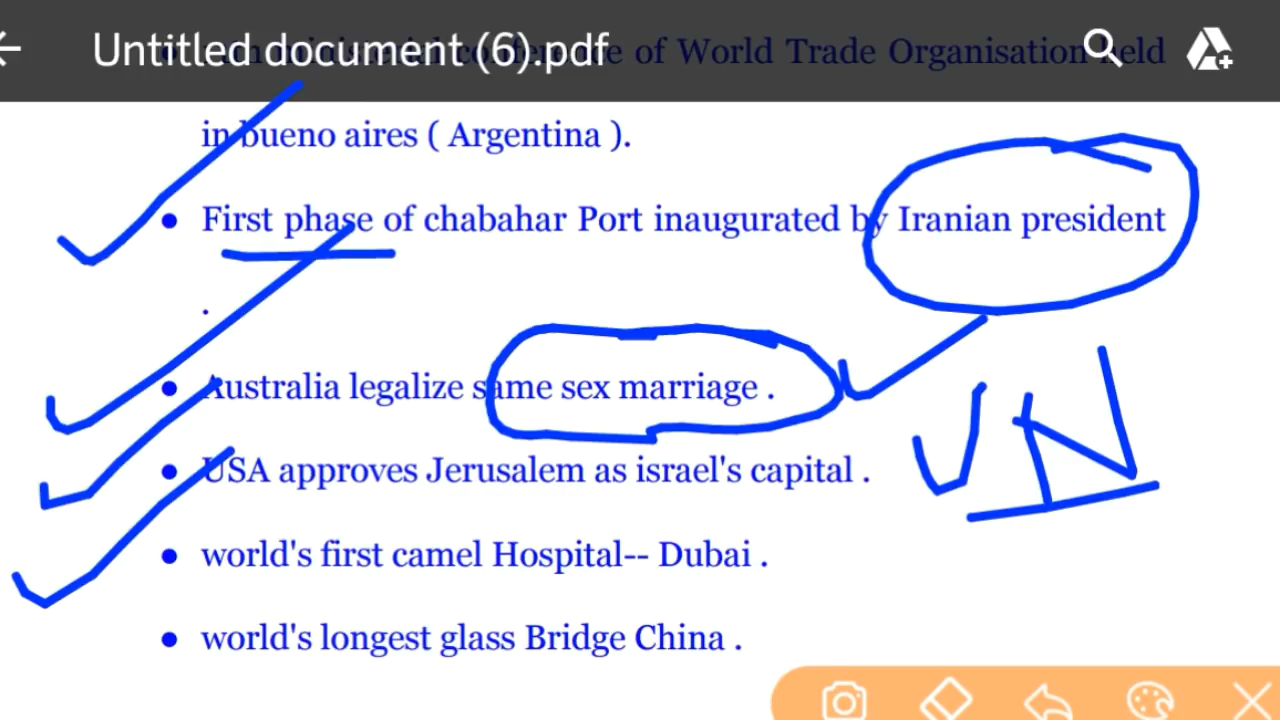 Untitled document (6).pdf
conference of World Trade Organisation held
in bueno aires ( Argentina ).
● First phase of chabahar Port inaugurated by Iranian president
.
● Australia legalize same sex marriage .
● USA approves Jerusalem as israel's capital .
UN
● world's first camel Hospital-- Dubai .
● world's longest glass Bridge China .